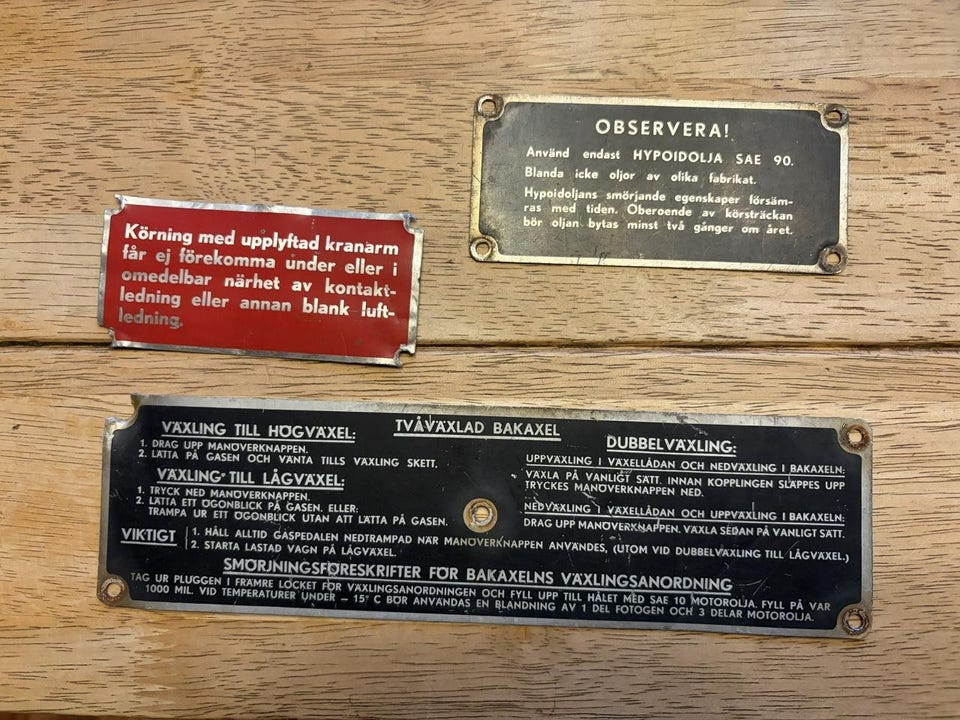 OBSERVERA!
Använd endast HYPOIDOLJA SAE 90.
Blanda icke oljor av olika fabrikat.
Hypoidoljans smörjande egenskaper försäm-
ras med tiden. Oberoende av körsträckan
bör oljan bytas minst två gånger om året.
Körning med upplyftad kranarm
får ej förekomma under eller i
omedelbar närhet av kontakt-
ledning eller annan blank luft-
ledning.
TVÅVÄXLAD BAKAXEL
VÄXLING TILL HÖGVÄXEL:
1. DRAG UPP MANÖVERKNAPPEN.
2. LÄTTA PÅ GASEN OCH VÄNTA TILLS VÄXLING SKETT.
VÄXLING TILL LÅGVÄXEL:
1. TRYCK NED MANÖVERKNAPPEN.
2. LÄTTA ETT ÖGONBLICK PÅ GASEN. ELLER:
TRAMPA UR ETT ÖGONBLICK UTAN ATT LÄTTA PÅ GASEN.
DUBBELVÄXLING:
UPPVÄXLING I VÄXELLÅDAN OCH NEDVÄXLING I BAKAXELN:
VÄXLA PÅ VANLIGT SÄTT. INNAN KOPPLINGEN SLÄPPES UPP
TRYCKES MANÖVERKNAPPEN NED.
NEDVÄXLING I VÄXELLÅDAN OCH UPPVÄXLING I BAKAXELN:
DRAG UPP MANÖVERKNAPPEN. VÄXLA SEDAN PÅ VANLIGT SÄTT.
VIKTIGT
1. HÅLL ALLTID GASPEDALEN NEDTRAMPAD NÄR MANÖVERKNAPPEN ANVÄNDES, (UTOM VID DUBBELVÄXLING TILL LÅGVÄXEL.)
2. STARTA LASTAD VAGN PÅ LÅGVÄXEL.
SMÖRJNINGSFÖRESKRIFTER FÖR BAKAXELNS VÄXLINGSANORDNING
TAG UR PLUGGEN I FRÄMRE LOCKET FÖR VÄXLINGSANORDNINGEN OCH FYLL UPP TILL HÅLET MED SAE 10 MOTOROLJA. FYLL PÅ VAR
1000 MIL. VID TEMPERATURER UNDER – 15° C BÖR ANVÄNDAS EN BLANDNING AV 1 DEL FOTOGEN OCH 3 DELAR MOTOROLJA.